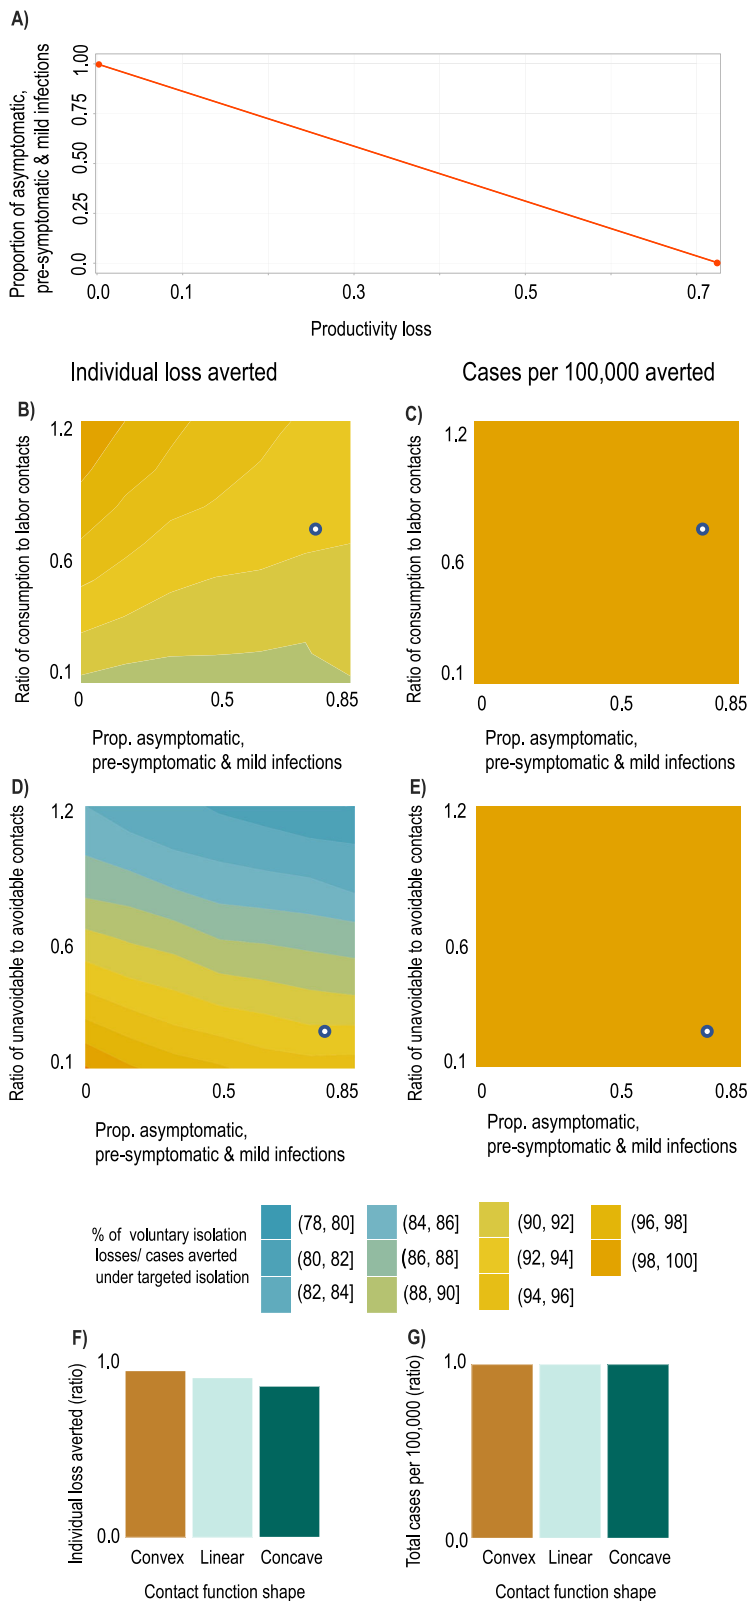 A)
Proportion of asymptomatic,
pre-symptomatic & mild infections
1.00
0.75
0.50
0.25
0.0
0.0 0.1 0.3 0.5 0.7
Productivity loss
Individual loss averted
Cases per 100,000 averted
B)
Ratio of consumption to labor contacts
1.2
0.6
0.1
0 0.5 0.85
Prop. asymptomatic,
pre-symptomatic & mild infections
C)
Ratio of consumption to labor contacts
1.2
0.6
0.1
0 0.5 0.85
Prop. asymptomatic,
pre-symptomatic & mild infections
D)
Ratio of unavoidable to avoidable contacts
1.2
0.6
0.1
0 0.5 0.85
Prop. asymptomatic,
pre-symptomatic & mild infections
E)
Ratio of unavoidable to avoidable contacts
1.2
0.6
0.1
0 0.5 0.85
Prop. asymptomatic,
pre-symptomatic & mild infections
% of voluntary isolation
losses/ cases averted
under targeted isolation
(78, 80]
(80, 82]
(82, 84]
(84, 86]
(86, 88]
(88, 90]
(90, 92]
(92, 94]
(94, 96]
(96, 98]
(98, 100]
F)
Individual loss averted (ratio)
1.0
0.0
Convex Linear Concave
Contact function shape
G)
Total cases per 100,000 (ratio)
1.0
0.0
Convex Linear Concave
Contact function shape